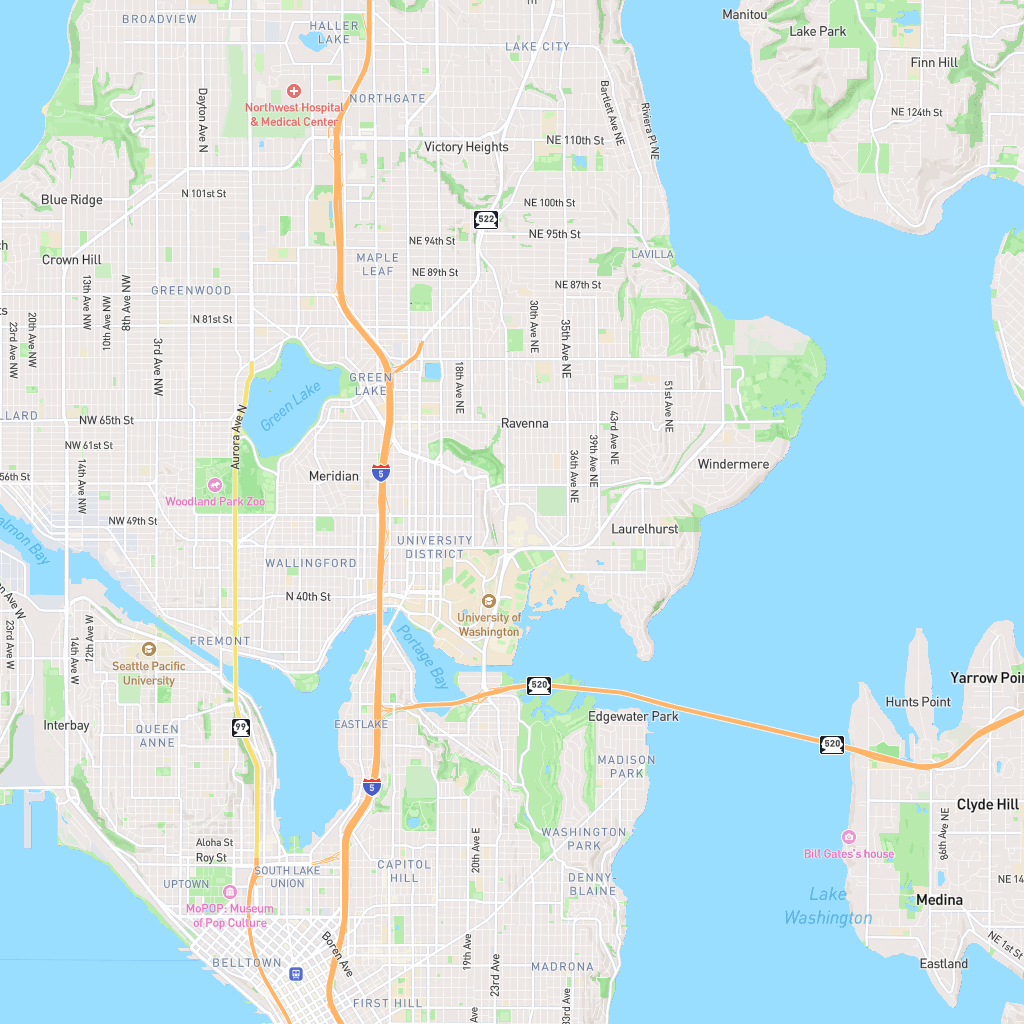 Manitou
BROADVIEW
HALLER
LAKE
Lake Park
LAKE CITY
Finn Hill
Northwest Hospital
& Medical Center
NORTHGATE
Dayton Ave N
Bartlett Ave NE
Riviera Pl NE
NE 124th St
Victory Heights
NE 110th St
N 101st St
Blue Ridge
NE 100th St
522
NE 95th St
NE 94th St
Crown Hill
MAPLE
LEAF
LAVILLA
NE 89th St
NE 87th St
GREENWOOD
13th Ave NW
10th Ave NW
8th Ave NW
N 81st St
20th Ave NW
23rd Ave NW
3rd Ave NW
30th Ave NE
35th Ave NE
GREEN
LAKE
Green Lake
18th Ave NE
51st Ave NE
NW 65th St
Aurora Ave N
Ravenna
43rd Ave NE
39th Ave NE
36th Ave NE
NW 61st St
14th Ave NW
Meridian
5
Windermere
56th St
Woodland Park Zoo
NW 49th St
Laurelhurst
UNIVERSITY
DISTRICT
WALLINGFORD
N 40th St
University of
Washington
23rd Ave W
14th Ave W
12th Ave W
FREMONT
Portage Bay
Seattle Pacific
University
Yarrow Poin
520
Hunts Point
Edgewater Park
EASTLAKE
Interbay
QUEEN
ANNE
99
520
MADISON
PARK
5
Clyde Hill
86th Ave NE
Aloha St
Roy St
20th Ave E
WASHINGTON
PARK
Bill Gates's house
CAPITOL
HILL
SOUTH LAKE
UNION
UPTOWN
DENNY-
BLAINE
NE 14
Lake
Washington
Medina
MoPOP: Museum
of Pop Culture
Boren Ave
19th Ave
23rd Ave
NE 1st St
BELLTOWN
MADRONA
Eastland
FIRST HILL
33rd Ave